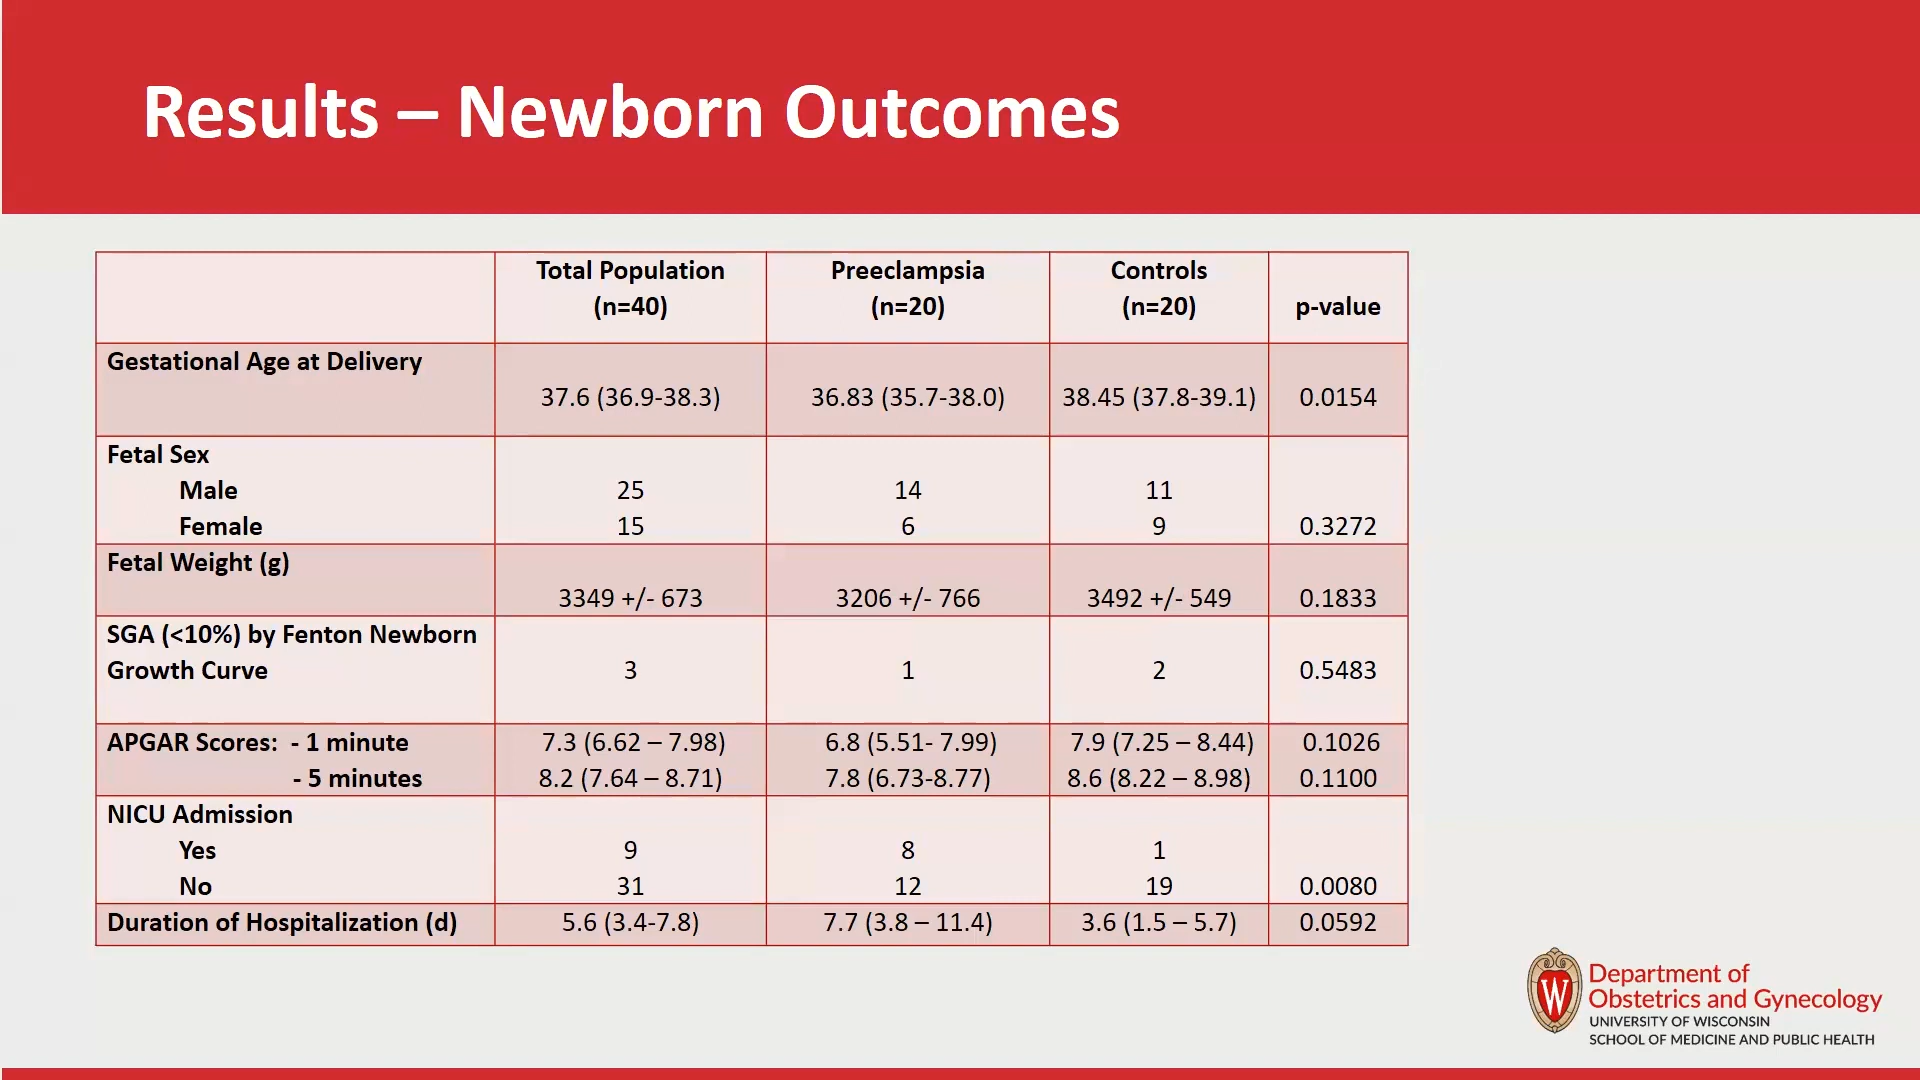 Results – Newborn Outcomes
Total Population Preeclampsia Controls
(n=40) (n=20) (n=20) p-value
Gestational Age at Delivery
37.6 (36.9-38.3) 36.83 (35.7-38.0) 38.45 (37.8-39.1) 0.0154
Fetal Sex
Male 25 14 11
Female 15 6 9 0.3272
Fetal Weight (g)
3349 +/- 673 3206 +/- 766 3492 +/- 549 0.1833
SGA (<10%) by Fenton Newborn
Growth Curve 3 1 2 0.5483
APGAR Scores: - 1 minute 7.3 (6.62 – 7.98) 6.8 (5.51- 7.99) 7.9 (7.25 – 8.44) 0.1026
- 5 minutes 8.2 (7.64 – 8.71) 7.8 (6.73-8.77) 8.6 (8.22 – 8.98) 0.1100
NICU Admission
Yes 9 8 1
No 31 12 19 0.0080
Duration of Hospitalization (d) 5.6 (3.4-7.8) 7.7 (3.8 – 11.4) 3.6 (1.5 – 5.7) 0.0592
W
Department of
Obstetrics and Gynecology
UNIVERSITY OF WISCONSIN
SCHOOL OF MEDICINE AND PUBLIC HEALTH